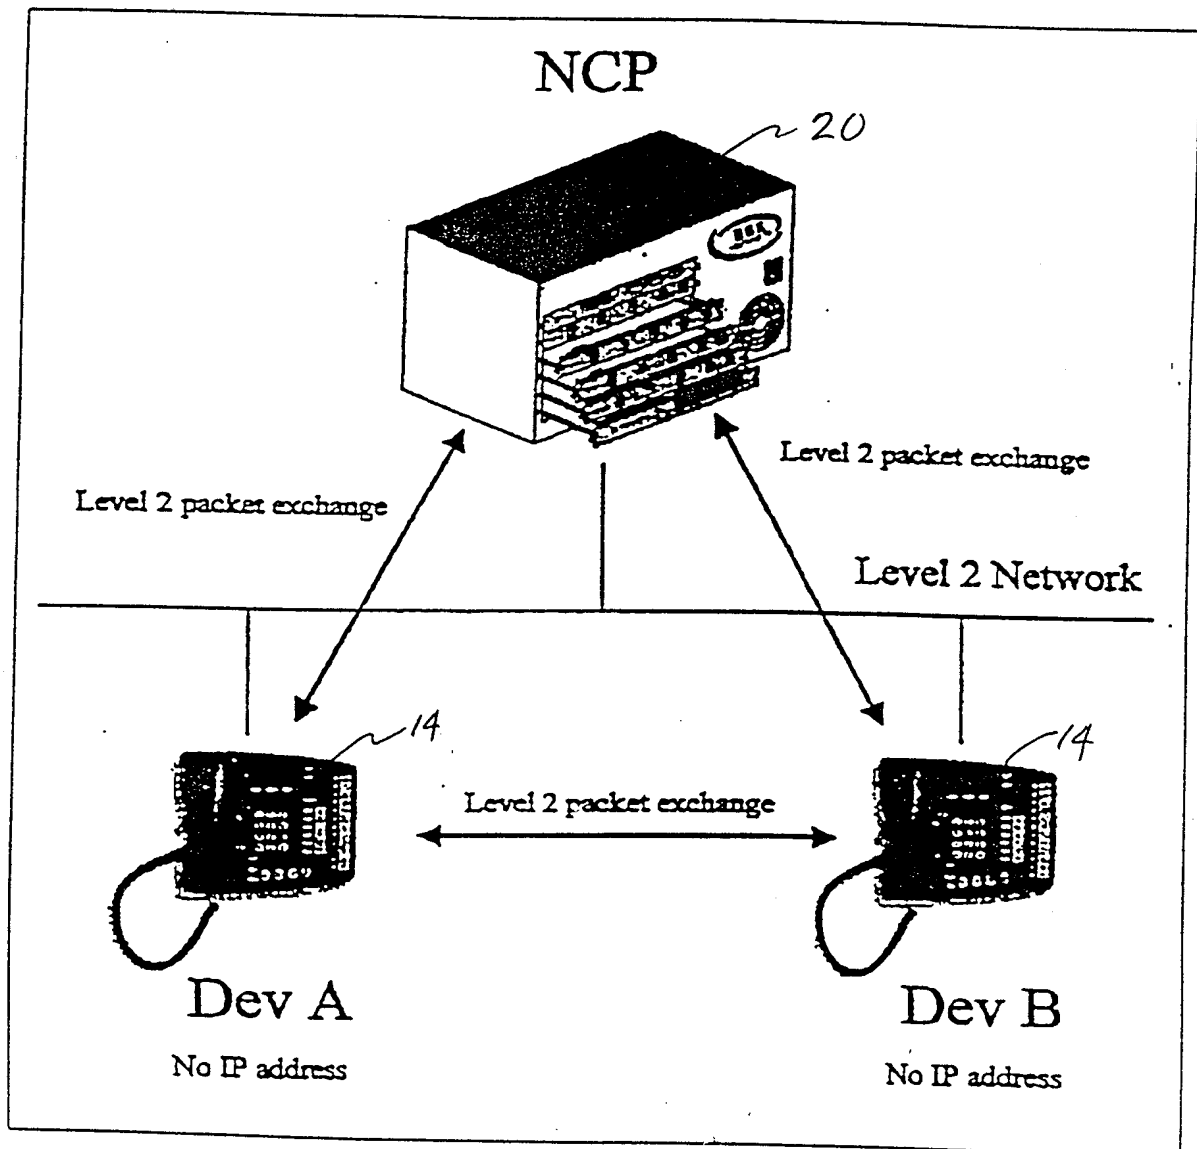 NCP
20
Level 2 packet exchange
Level 2 packet exchange
Level 2 Network
14
14
Level 2 packet exchange
Dev A
Dev B
No IP address
No IP address